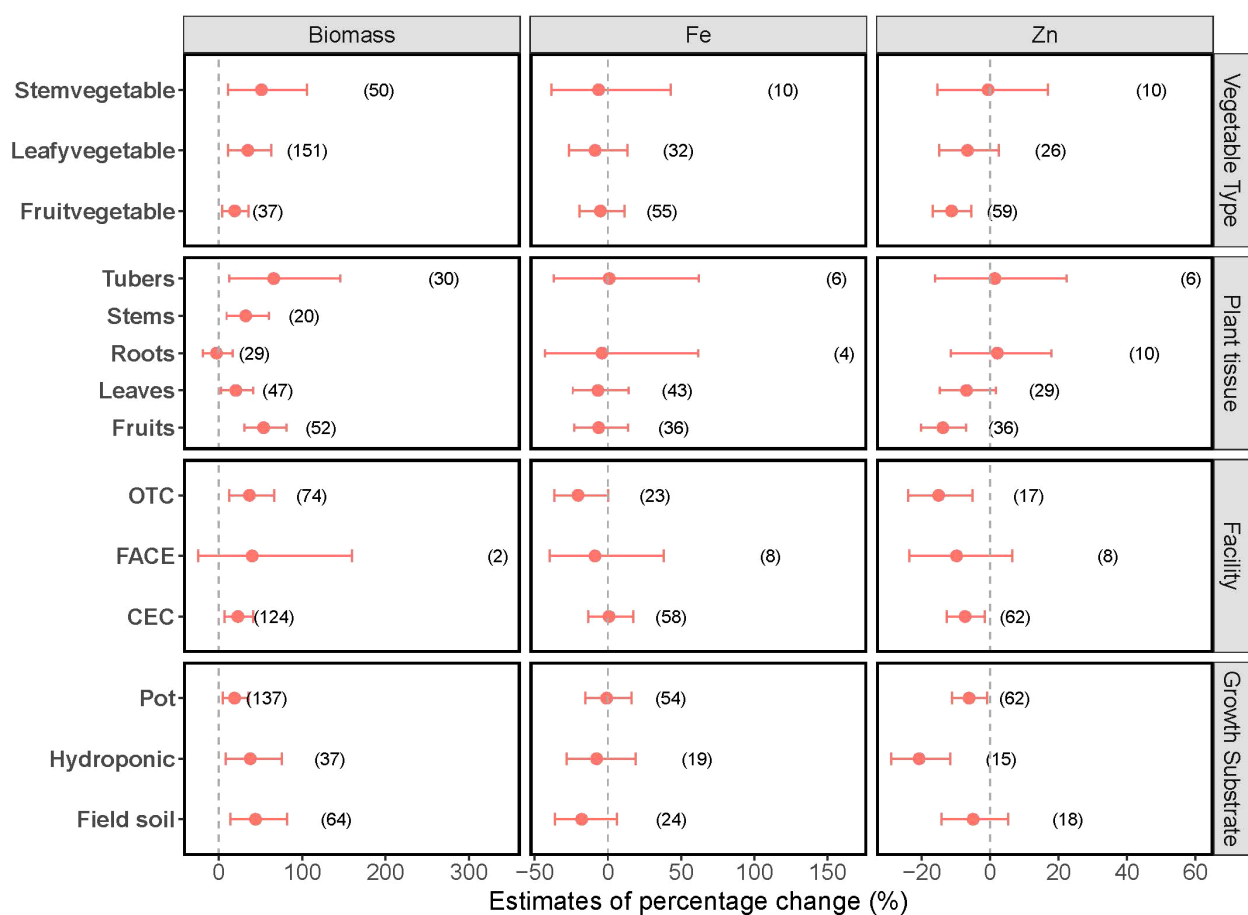 Biomass Fe Zn
Stemvegetable (50) (10) (10)
Leafyvegetable (151) (32) (26)
Fruitvegetable (37) (55) (59)
Vegetable Type
Tubers (30) (6) (6)
Stems (20)
Roots (29) (4) (10)
Leaves (47) (43) (29)
Fruits (52) (36) (36)
Plant tissue
OTC (74) (23) (17)
FACE (2) (8) (8)
CEC (124) (58) (62)
Facility
Pot (137) (54) (62)
Hydroponic (37) (19) (15)
Field soil (64) (24) (18)
Growth Substrate
0 100 200 300 −50 0 50 100 150 −20 0 20 40 60
Estimates of percentage change (%)